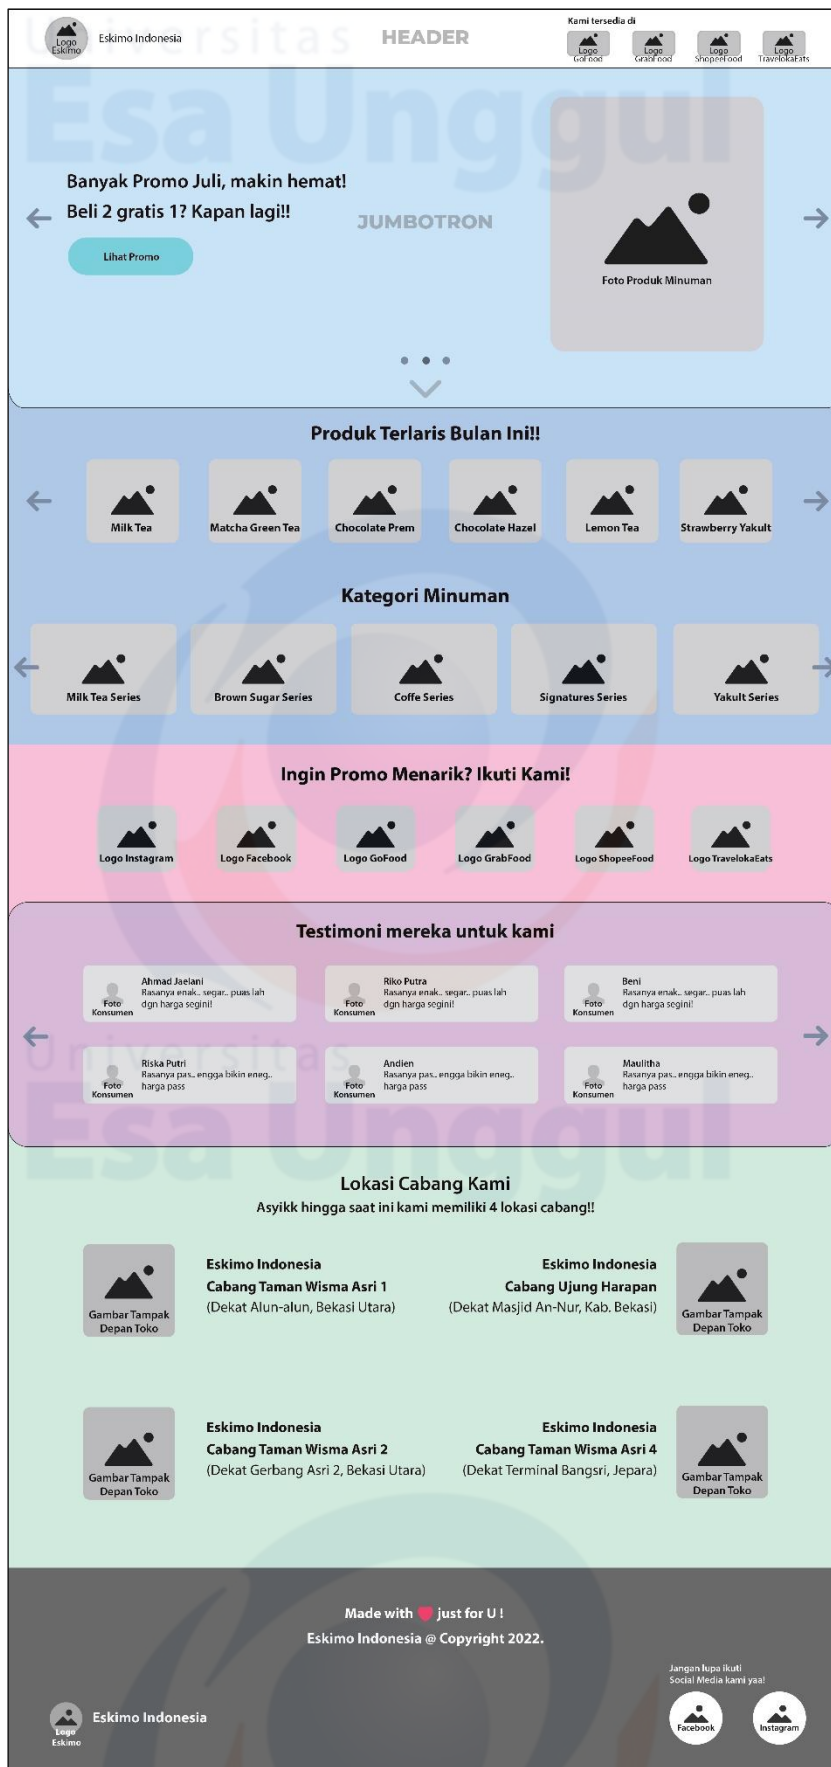 Universitas
Esa Unggul
Logo
Eskimo
Eskimo Indonesia
HEADER
Kami tersedia di
Logo
GoFood
Logo
GrabFood
Logo
ShopeeFood
Logo
TravelokaEats
Banyak Promo Juli, makin hemat!
Beli 2 gratis 1? Kapan lagi!!
JUMBOTRON
Lihat Promo
Foto Produk Minuman
Produk Terlaris Bulan Ini!!
Milk Tea
Matcha Green Tea
Chocolate Prem
Chocolate Hazel
Lemon Tea
Strawberry Yakult
Kategori Minuman
Milk Tea Series
Brown Sugar Series
Coffe Series
Signatures Series
Yakult Series
Ingin Promo Menarik? Ikuti Kami!
Logo Instagram
Logo Facebook
Logo GoFood
Logo GrabFood
Logo ShopeeFood
Logo TravelokaEats
Testimoni mereka untuk kami
Foto
Konsumen
Ahmad Jaelani
Rasanya enak.. segar.. puas lah
dgn harga segini!
Foto
Konsumen
Riko Putra
Rasanya enak.. segar.. puas lah
dgn harga segini!
Foto
Konsumen
Beni
Rasanya enak.. segar.. puas lah
dgn harga segini!
Foto
Konsumen
Riska Putri
Rasanya pas.. engga bikin eneg..
harga pass
Foto
Konsumen
Andien
Rasanya pas.. engga bikin eneg..
harga pass
Foto
Konsumen
Maulitha
Rasanya pas.. engga bikin eneg..
harga pass
Universitas
Esa Unggul
Lokasi Cabang Kami
Asyikk hingga saat ini kami memiliki 4 lokasi cabang!!
Gambar Tampak
Depan Toko
Eskimo Indonesia
Cabang Taman Wisma Asri 1
(Dekat Alun-alun, Bekasi Utara)
Eskimo Indonesia
Cabang Ujung Harapan
(Dekat Masjid An-Nur, Kab. Bekasi)
Gambar Tampak
Depan Toko
Gambar Tampak
Depan Toko
Eskimo Indonesia
Cabang Taman Wisma Asri 2
(Dekat Gerbang Asri 2, Bekasi Utara)
Eskimo Indonesia
Cabang Taman Wisma Asri 4
(Dekat Terminal Bangsri, Jepara)
Gambar Tampak
Depan Toko
Made with ❤ just for U !
Eskimo Indonesia @ Copyright 2022.
Logo
Eskimo
Eskimo Indonesia
Jangan lupa ikuti
Social Media kami yaa!
Facebook
Instagram